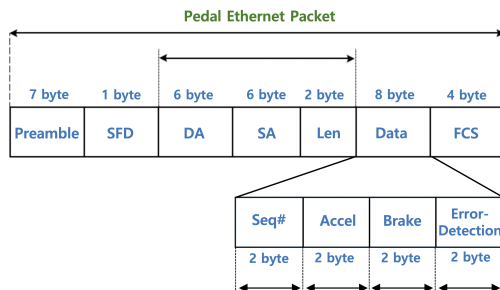 Pedal Ethernet Packet
7 byte 1 byte 6 byte 6 byte 2 byte 8 byte 4 byte
Preamble SFD DA SA Len Data FCS
Seq# Accel Brake Error-
Detection
2 byte 2 byte 2 byte 2 byte